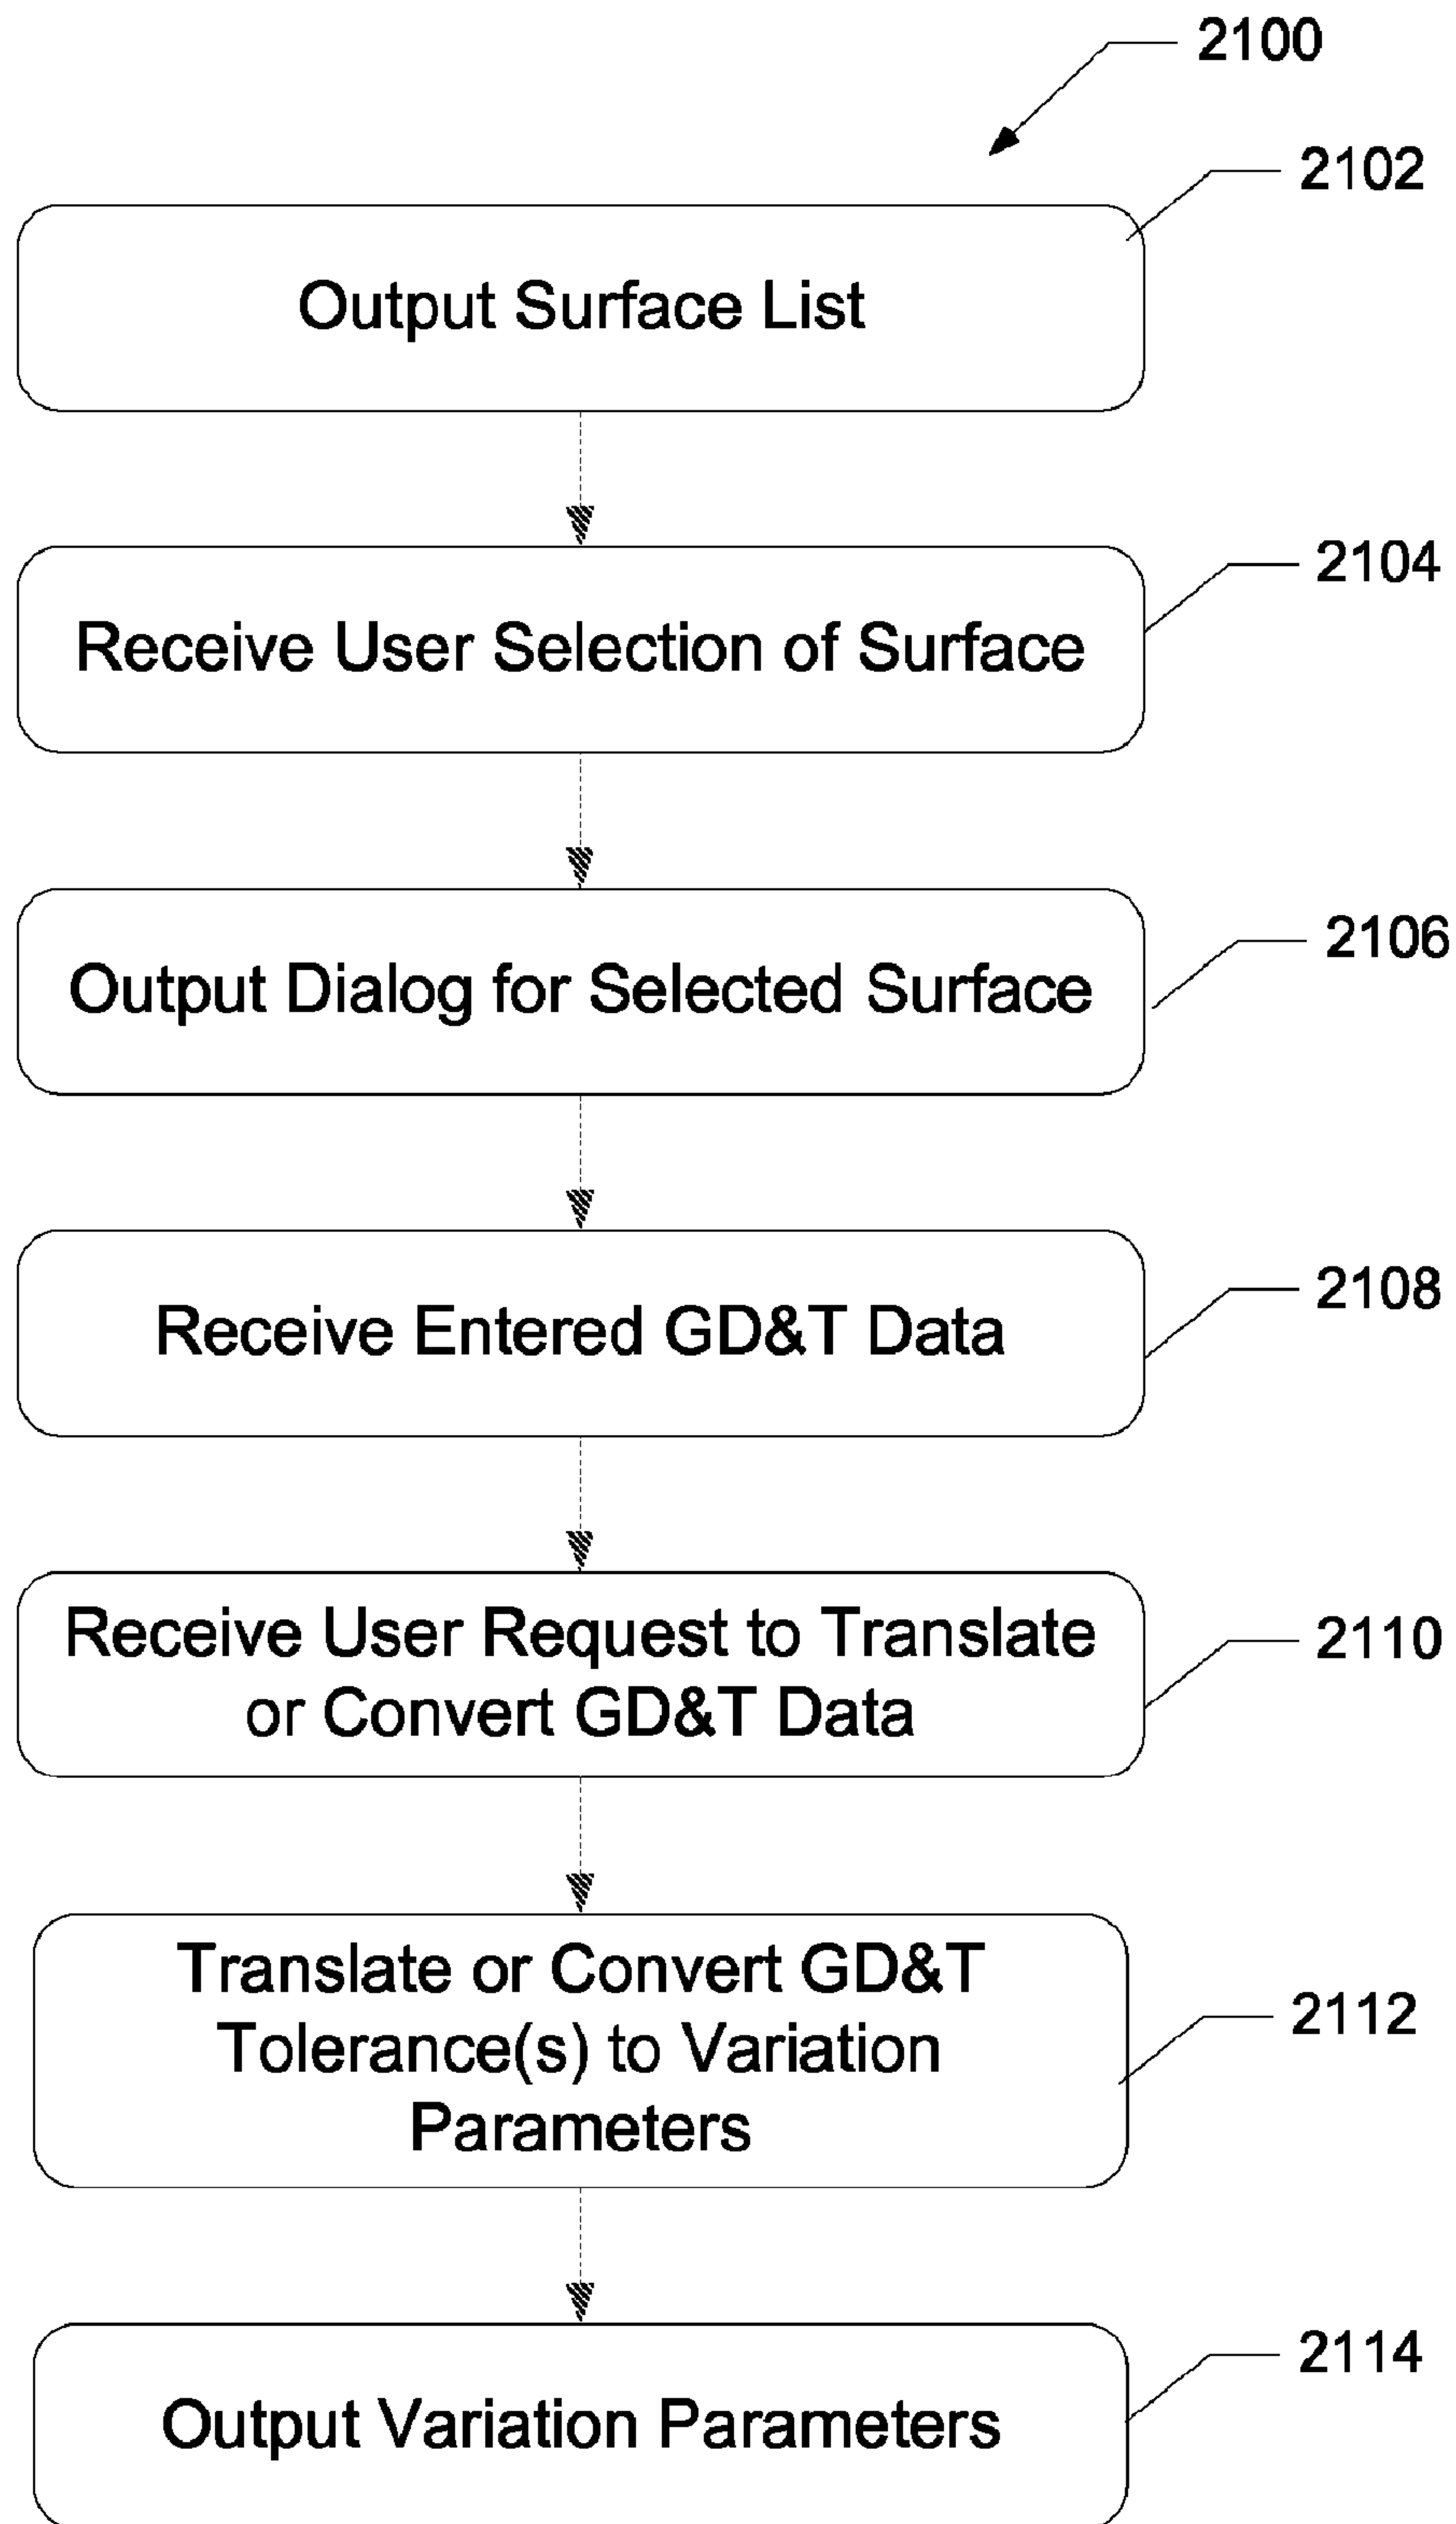 2100
2102
Output Surface List
2104
Receive User Selection of Surface
2106
Output Dialog for Selected Surface
2108
Receive Entered GD&T Data
2110
Receive User Request to Translate
or Convert GD&T Data
2112
Translate or Convert GD&T
Tolerance(s) to Variation
Parameters
2114
Output Variation Parameters